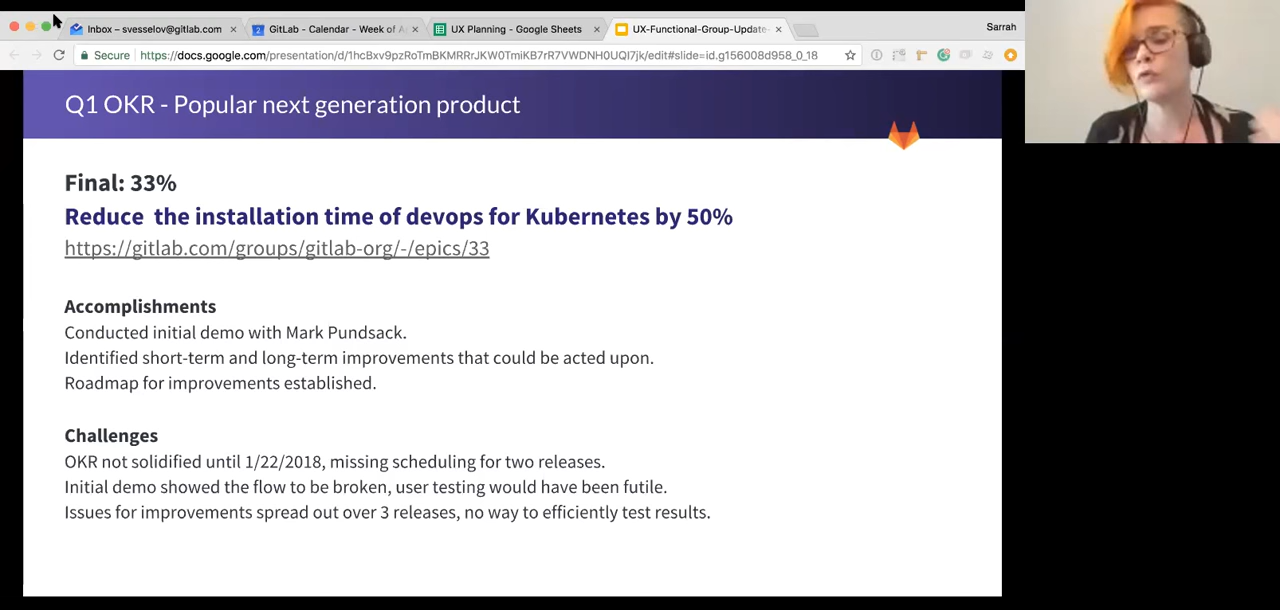 Inbox – svesselov@gitlab.com
GitLab - Calendar - Week of A
UX Planning - Google Sheets
UX-Functional-Group-Update-
Sarrah
Secure
https://docs.google.com/presentation/d/1hcBxv9pzRoTmBKMRRrJKW0TmiKB7rR7VWDNH0UQI7jk/edit#slide=id.g156008d958_0_18
Q1 OKR - Popular next generation product
Final: 33%
Reduce the installation time of devops for Kubernetes by 50%
https://gitlab.com/groups/gitlab-org/-/epics/33
Accomplishments
Conducted initial demo with Mark Pundsack.
Identified short-term and long-term improvements that could be acted upon.
Roadmap for improvements established.
Challenges
OKR not solidified until 1/22/2018, missing scheduling for two releases.
Initial demo showed the flow to be broken, user testing would have been futile.
Issues for improvements spread out over 3 releases, no way to efficiently test results.